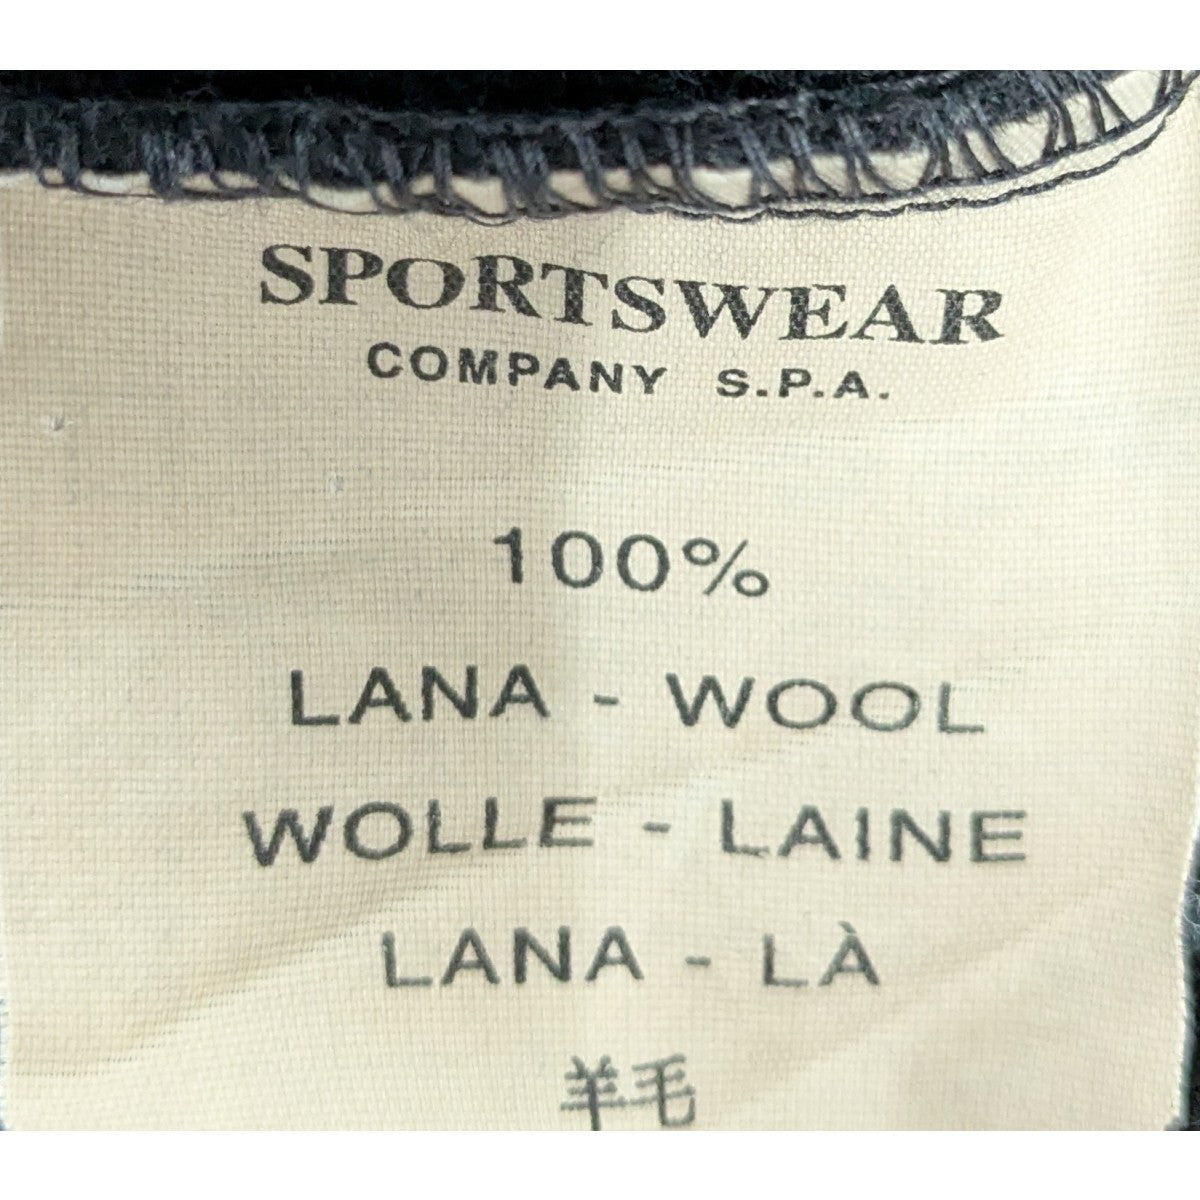 SPORTSWEAR
COMPANY S.P.A.
100%
LANA - WOOL
WOLLE - LAINE
LANA - LÀ
羊毛